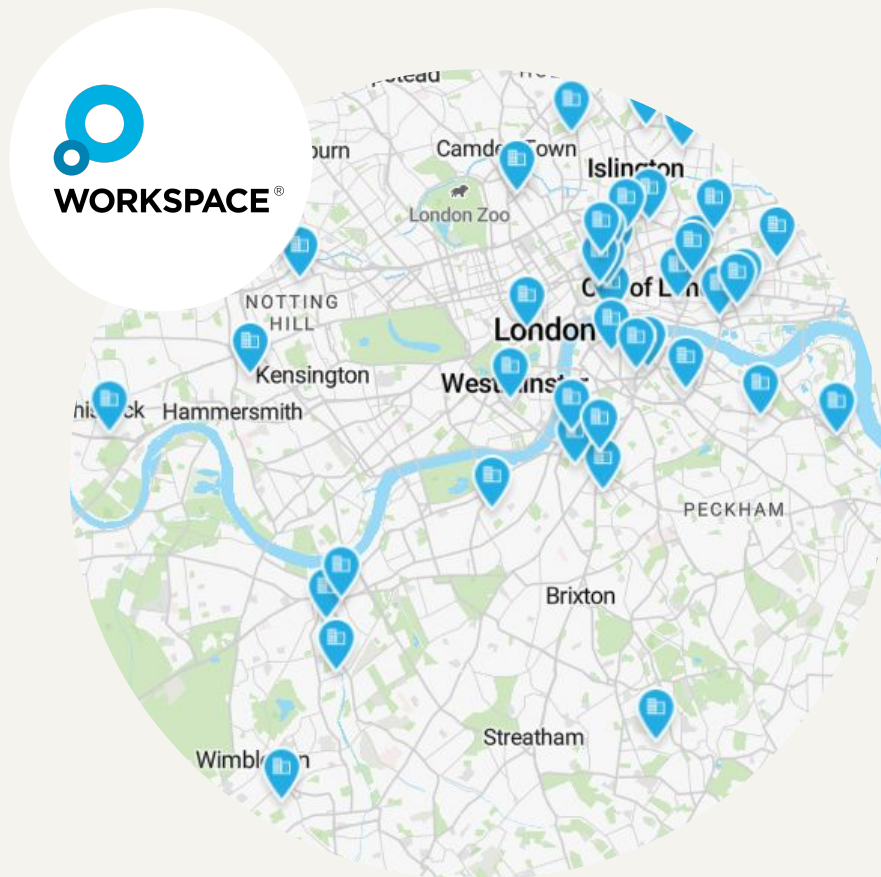 WORKSPACE®
Camden Town
Islington
London Zoo
NOTTING
HILL
London
Kensington
Westminster
Hammersmith
PECKHAM
Brixton
Streatham